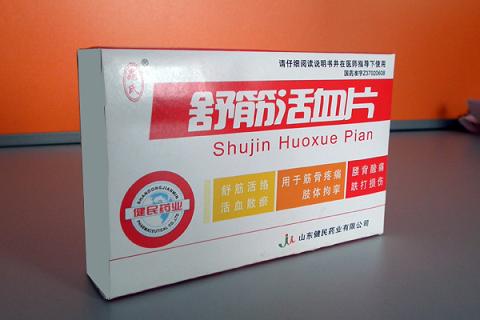 请仔细阅读说明书并在医师指导下使用
国药准字Z37020608
舒筋活血片
Shujin Huoxue Pian
舒筋活络
活血散瘀
用于筋骨疼痛
肢体拘挛
腰背酸痛
跌打损伤
SHANDONGJIANMIN
健民药业
PHARMACEUTICAL CO.,LTD
山东健民药业有限公司